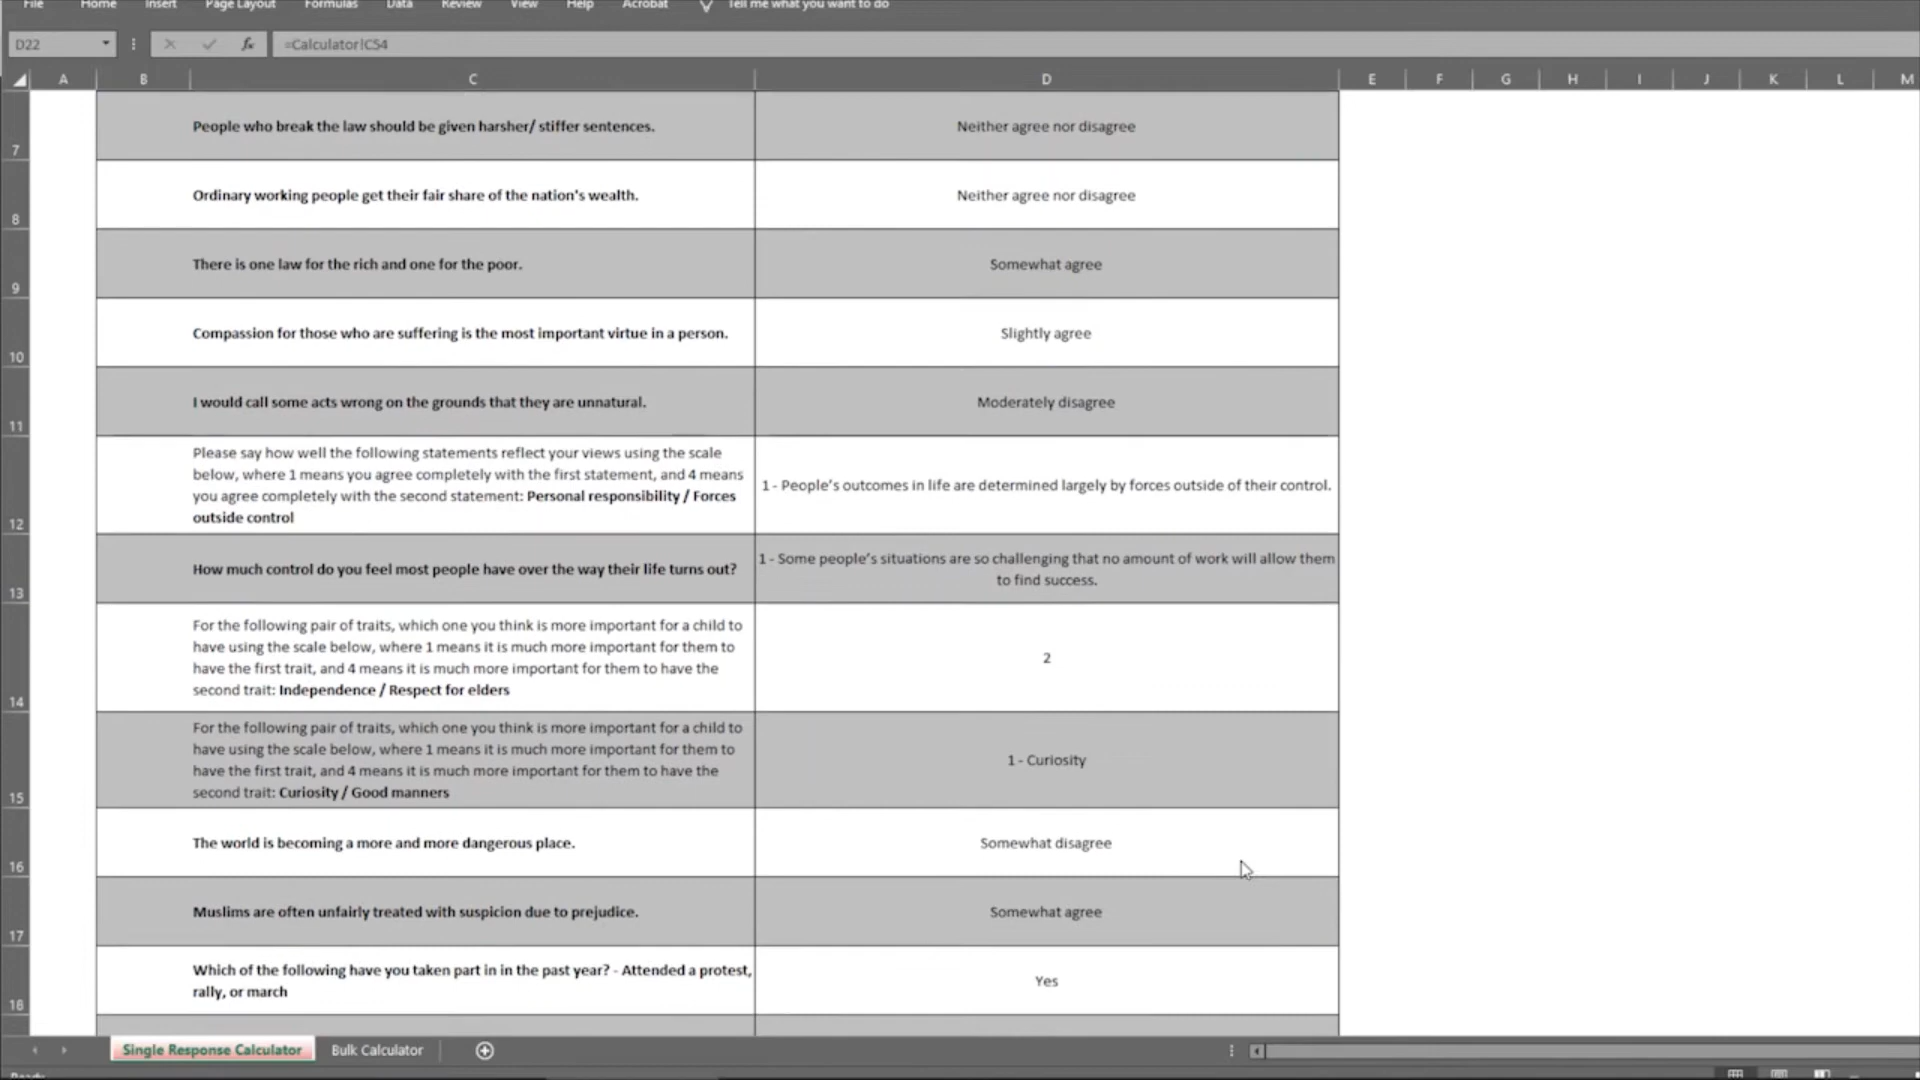 File Home Insert Page Layout Formulas Data Review View Help Acrobat Tell me what you want to do
D22 fx =Calculator!C54
A B C D E F G H I J K L M
7 People who break the law should be given harsher/ stiffer sentences. Neither agree nor disagree
8 Ordinary working people get their fair share of the nation's wealth. Neither agree nor disagree
9 There is one law for the rich and one for the poor. Somewhat agree
10 Compassion for those who are suffering is the most important virtue in a person. Slightly agree
11 I would call some acts wrong on the grounds that they are unnatural. Moderately disagree
Please say how well the following statements reflect your views using the scale
below, where 1 means you agree completely with the first statement, and 4 means
you agree completely with the second statement: Personal responsibility / Forces
outside control
12 1 - People's outcomes in life are determined largely by forces outside of their control.
13 How much control do you feel most people have over the way their life turns out?
1 - Some people's situations are so challenging that no amount of work will allow them
to find success.
For the following pair of traits, which one you think is more important for a child to
have using the scale below, where 1 means it is much more important for them to
have the first trait, and 4 means it is much more important for them to have the
second trait: Independence / Respect for elders
14 2
For the following pair of traits, which one you think is more important for a child to
have using the scale below, where 1 means it is much more important for them to
have the first trait, and 4 means it is much more important for them to have the
second trait: Curiosity / Good manners
15 1 - Curiosity
16 The world is becoming a more and more dangerous place. Somewhat disagree
17 Muslims are often unfairly treated with suspicion due to prejudice. Somewhat agree
Which of the following have you taken part in in the past year? - Attended a protest,
rally, or march
18 Yes
Single Response Calculator Bulk Calculator
Ready